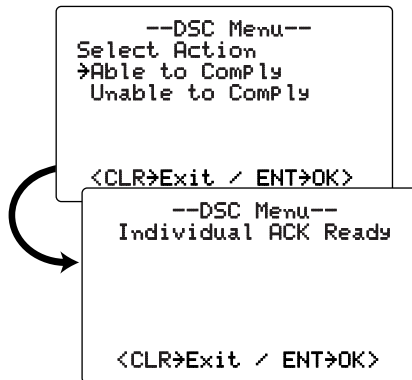 --DSC Menu--
Select Action
→Able to ComPly
Unable to ComPly
<CLR→Exit / ENT→OK>
--DSC Menu--
Individual ACK Ready
<CLR→Exit / ENT→OK>